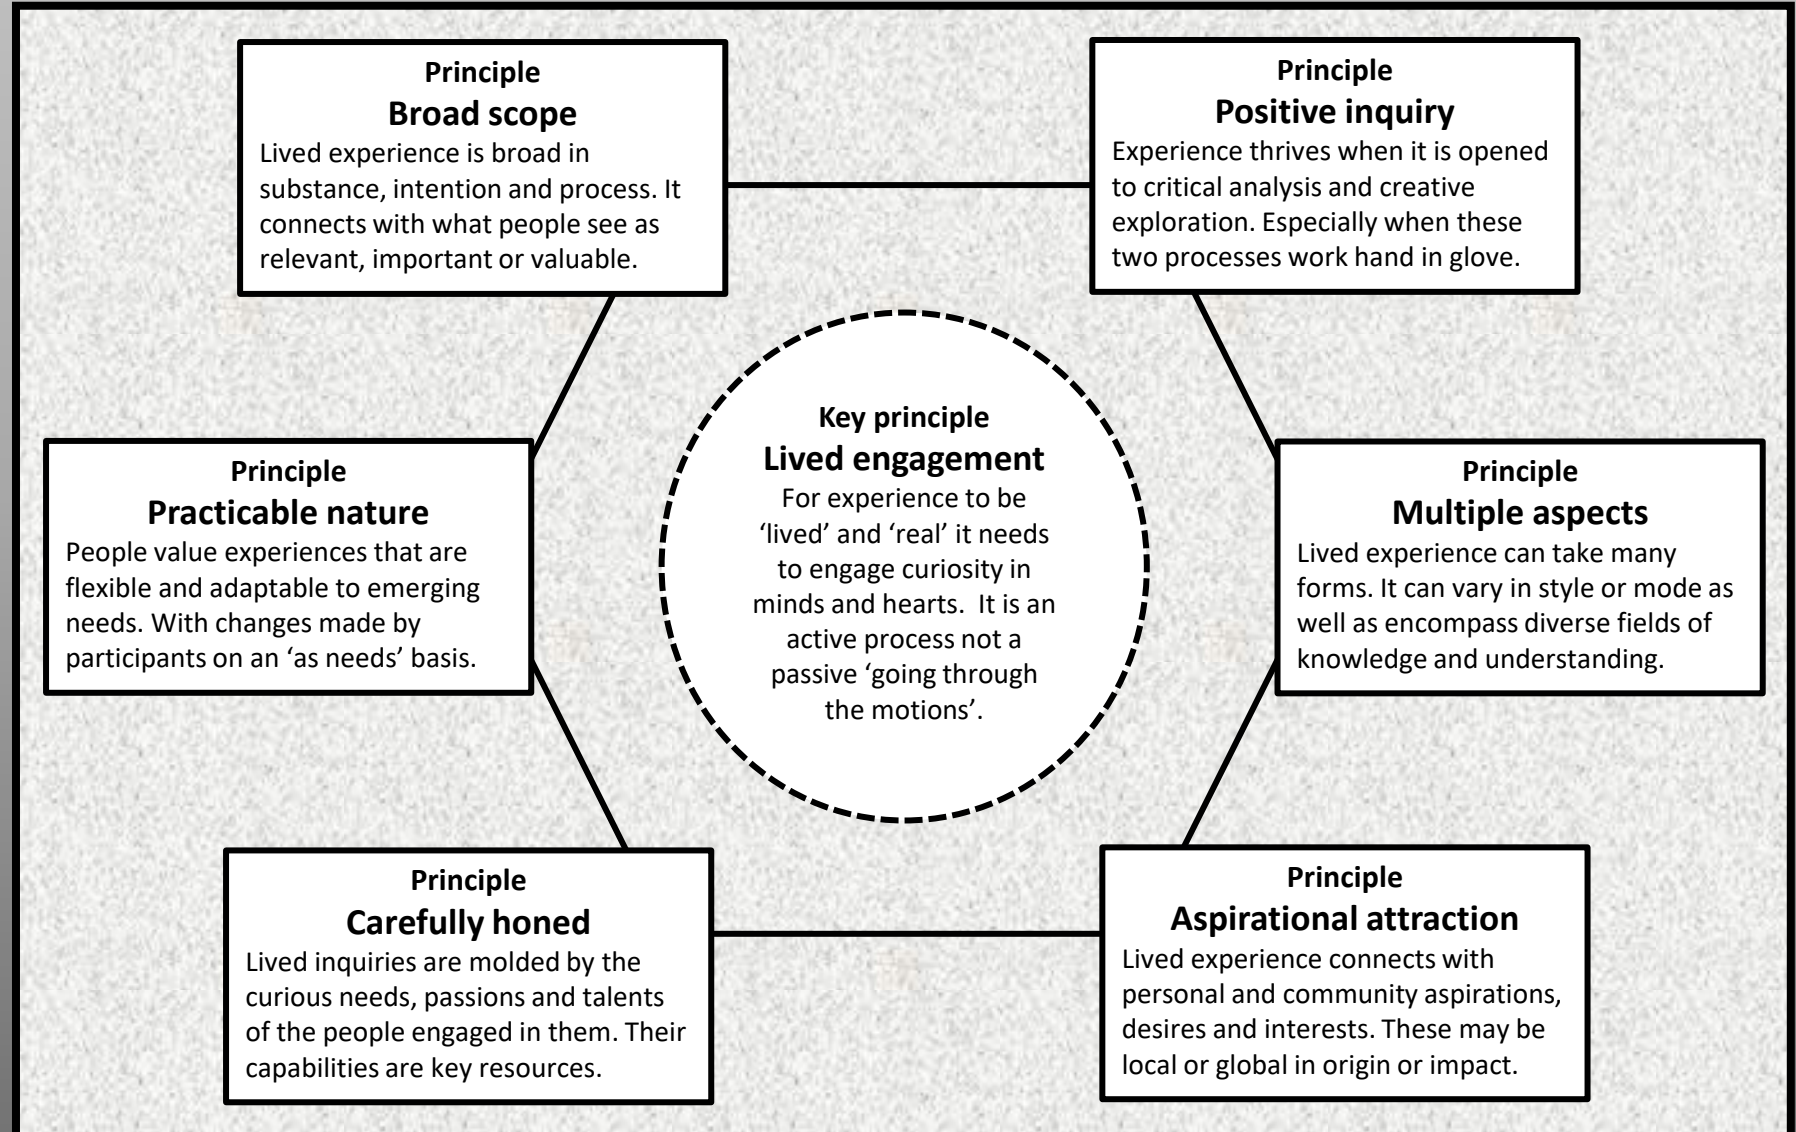 Principle
Broad scope
Lived experience is broad in
substance, intention and process. It
connects with what people see as
relevant, important or valuable.
Principle
Positive inquiry
Experience thrives when it is opened
to critical analysis and creative
exploration. Especially when these
two processes work hand in glove.
Key principle
Lived engagement
For experience to be
‘lived’ and ‘real’ it needs
to engage curiosity in
minds and hearts.  It is an
active process not a
passive ‘going through
the motions’.
Principle
Practicable nature
People value experiences that are
flexible and adaptable to emerging
needs. With changes made by
participants on an ‘as needs’ basis.
Principle
Multiple aspects
Lived experience can take many
forms. It can vary in style or mode as
well as encompass diverse fields of
knowledge and understanding.
Principle
Carefully honed
Lived inquiries are molded by the
curious needs, passions and talents
of the people engaged in them. Their
capabilities are key resources.
Principle
Aspirational attraction
Lived experience connects with
personal and community aspirations,
desires and interests. These may be
local or global in origin or impact.